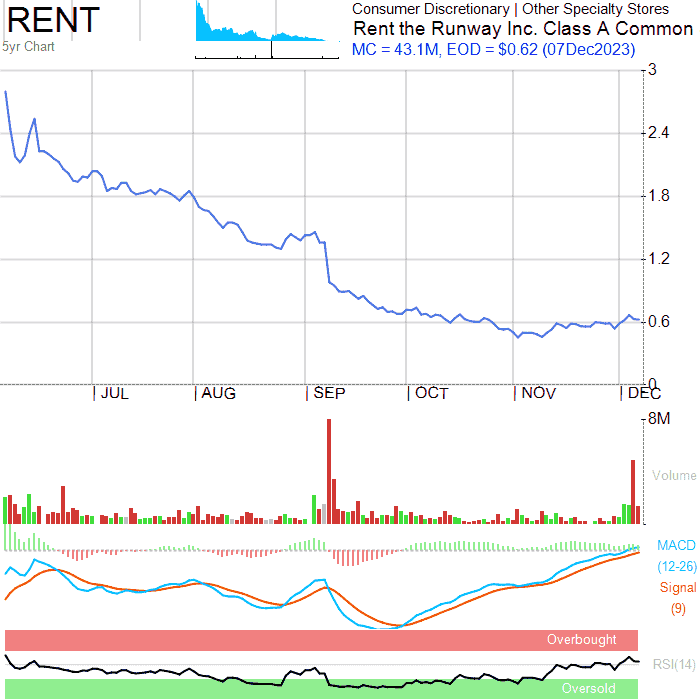 RENT
5yr Chart
Consumer Discretionary | Other Specialty Stores
Rent the Runway Inc. Class A Common
MC = 43.1M, EOD = $0.62 (07Dec2023)
3
2.4
1.8
1.2
0.6
0
JUL AUG SEP OCT NOV DEC
8M
Volume
MACD
(12-26)
Signal
(9)
Overbought
RSI(14)
Oversold